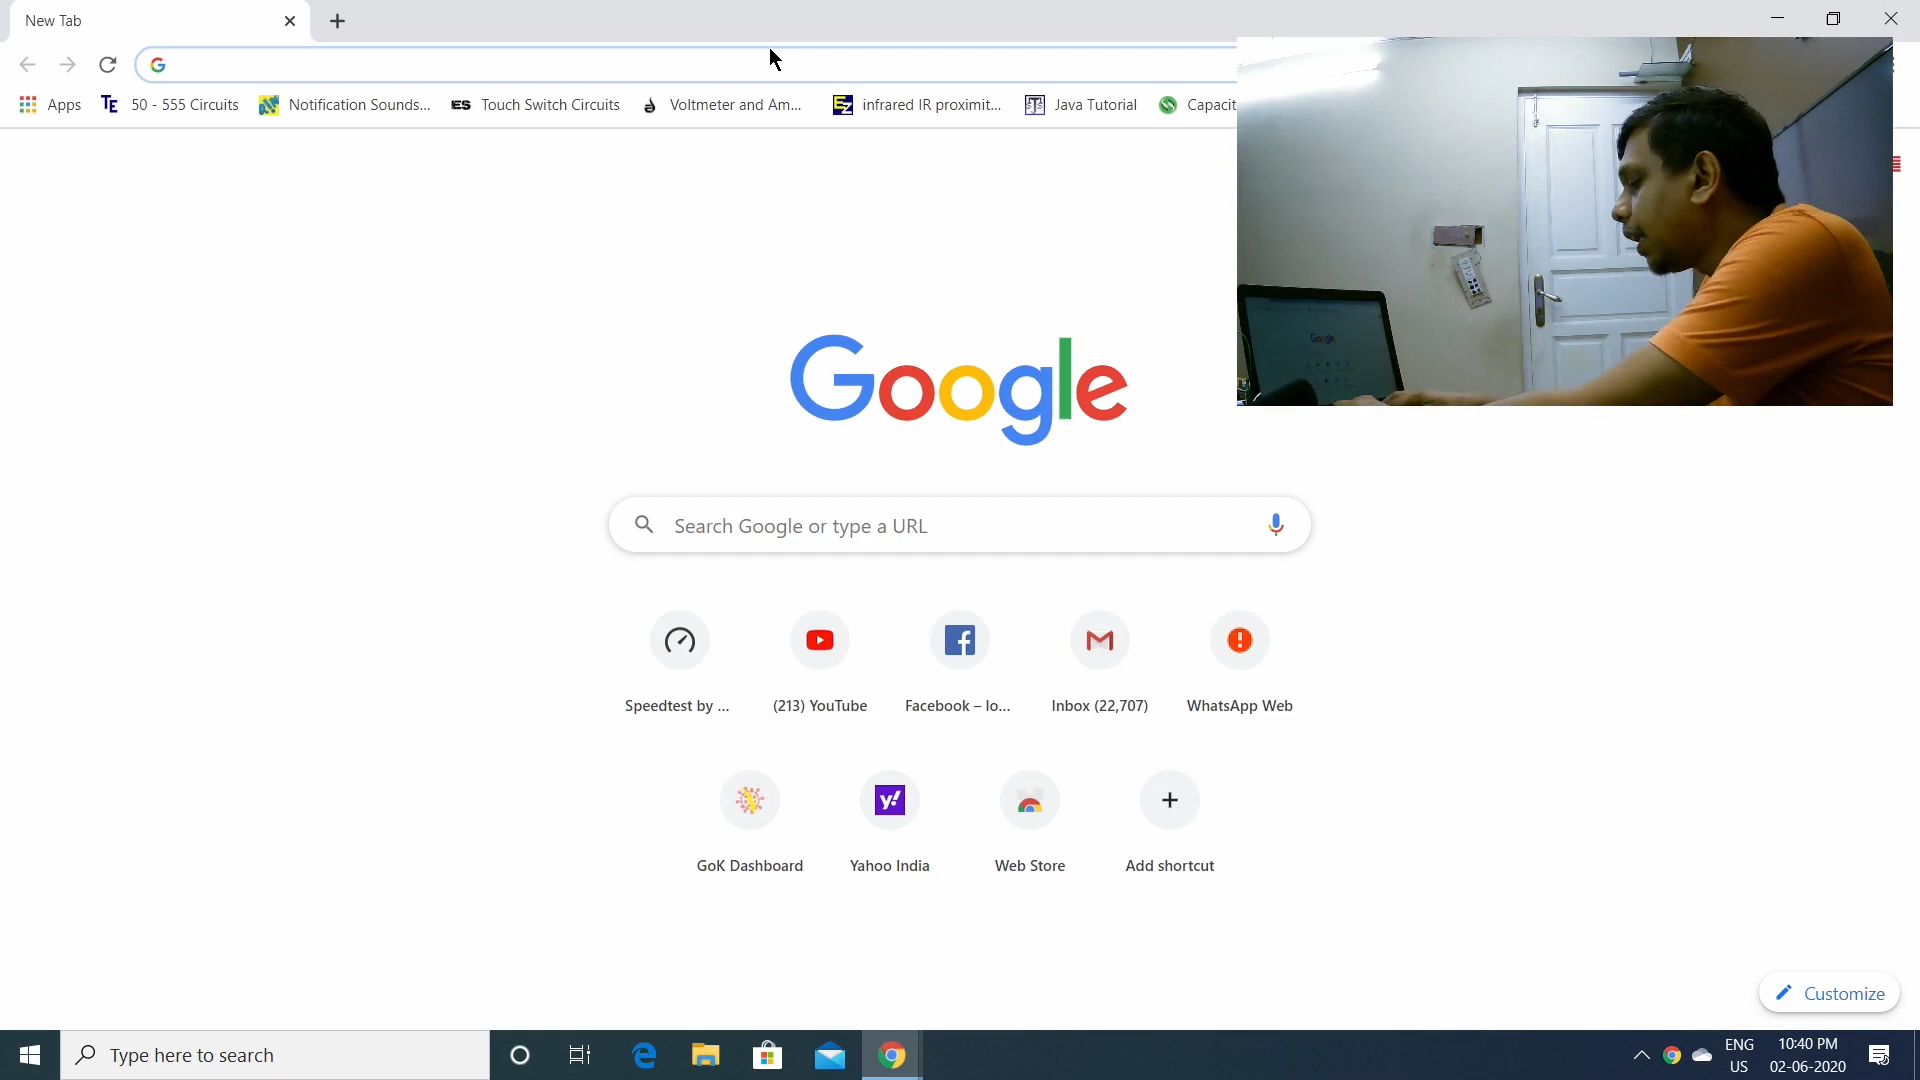 New Tab
Apps TE 50 - 555 Circuits Notification Sounds... ES Touch Switch Circuits Voltmeter and Am... EZ infrared IR proximit... Java Tutorial Capacit
Google
Search Google or type a URL
Speedtest by ... (213) YouTube Facebook – lo... Inbox (22,707) WhatsApp Web
GoK Dashboard Yahoo India Web Store Add shortcut
Customize
Type here to search
ENG
US
10:40 PM
02-06-2020